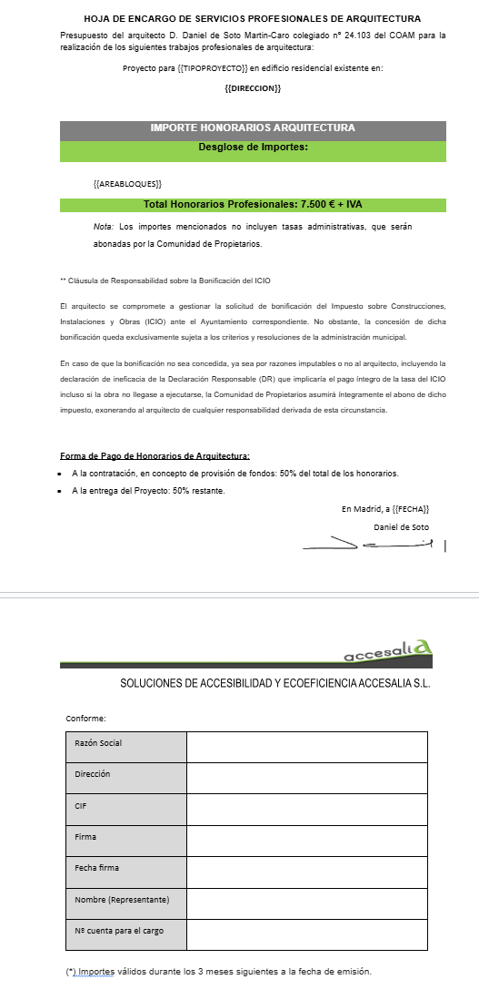 HOJA DE ENCARGO DE SERVICIOS PROFESIONALES DE ARQUITECTURA
Presupuesto del arquitecto D. Daniel de Soto Martin-Caro colegiado nº 24.103 del COAM para la
realización de los siguientes trabajos profesionales de arquitectura:
Proyecto para {{TIPOPROYECTO}} en edificio residencial existente en:
{{DIRECCION}}
IMPORTE HONORARIOS ARQUITECTURA
Desglose de Importes:
{{AREABLOQUES}}
Total Honorarios Profesionales: 7.500 € + IVA
Nota: Los importes mencionados no incluyen tasas administrativas, que serán
abonadas por la Comunidad de Propietarios.
** Cláusula de Responsabilidad sobre la Bonificación del ICIO
El arquitecto se compromete a gestionar la solicitud de bonificación del Impuesto sobre Construcciones,
Instalaciones y Obras (ICIO) ante el Ayuntamiento correspondiente. No obstante, la concesión de dicha
bonificación queda exclusivamente sujeta a los criterios y resoluciones de la administración municipal.
En caso de que la bonificación no sea concedida, ya sea por razones imputables o no al arquitecto, incluyendo la
declaración de ineficacia de la Declaración Responsable (DR) que implicaría el pago íntegro de la tasa del ICIO
incluso si la obra no llegase a ejecutarse, la Comunidad de Propietarios asumirá íntegramente el abono de dicho
impuesto, exonerando al arquitecto de cualquier responsabilidad derivada de esta circunstancia.
Forma de Pago de Honorarios de Arquitectura:
• A la contratación, en concepto de provisión de fondos: 50% del total de los honorarios.
• A la entrega del Proyecto: 50% restante.
En Madrid, a {{FECHA}}
Daniel de Soto
accesalia
SOLUCIONES DE ACCESIBILIDAD Y ECOEFICIENCIA ACCESALIA S.L.
Conforme:
Razón Social
Dirección
CIF
Firma
Fecha firma
Nombre (Representante)
Nº cuenta para el cargo
(*) Importes válidos durante los 3 meses siguientes a la fecha de emisión.